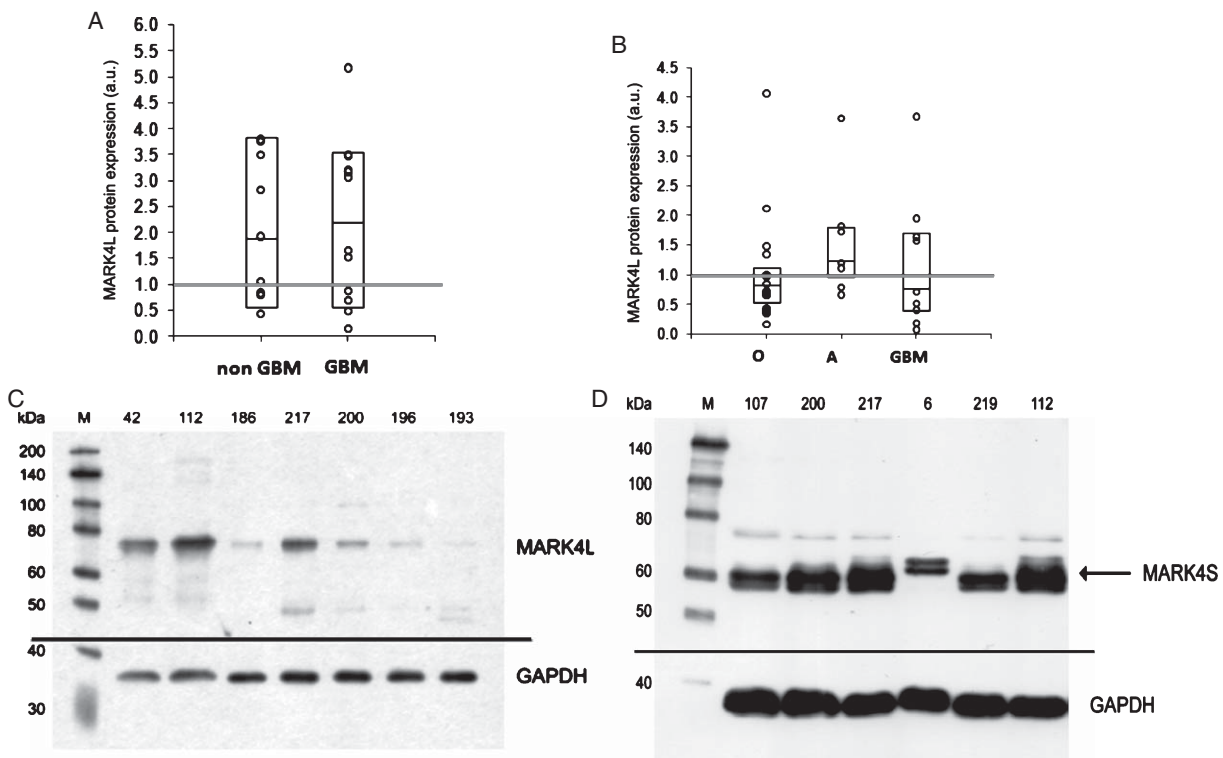 A
MARK4L protein expression (a.u.)
6.0
5.5
5.0
4.5
4.0
3.5
3.0
2.5
2.0
1.5
1.0
0.5
0.0
non GBM GBM
B
MARK4L protein expression (a.u.)
4.5
4.0
3.5
3.0
2.5
2.0
1.5
1.0
0.5
0.0
O A GBM
C
kDa M 42 112 186 217 200 196 193
200
140
100
80
60
50
40
30
MARK4L
GAPDH
D
kDa M 107 200 217 6 219 112
140
100
80
60
50
40
MARK4S
GAPDH